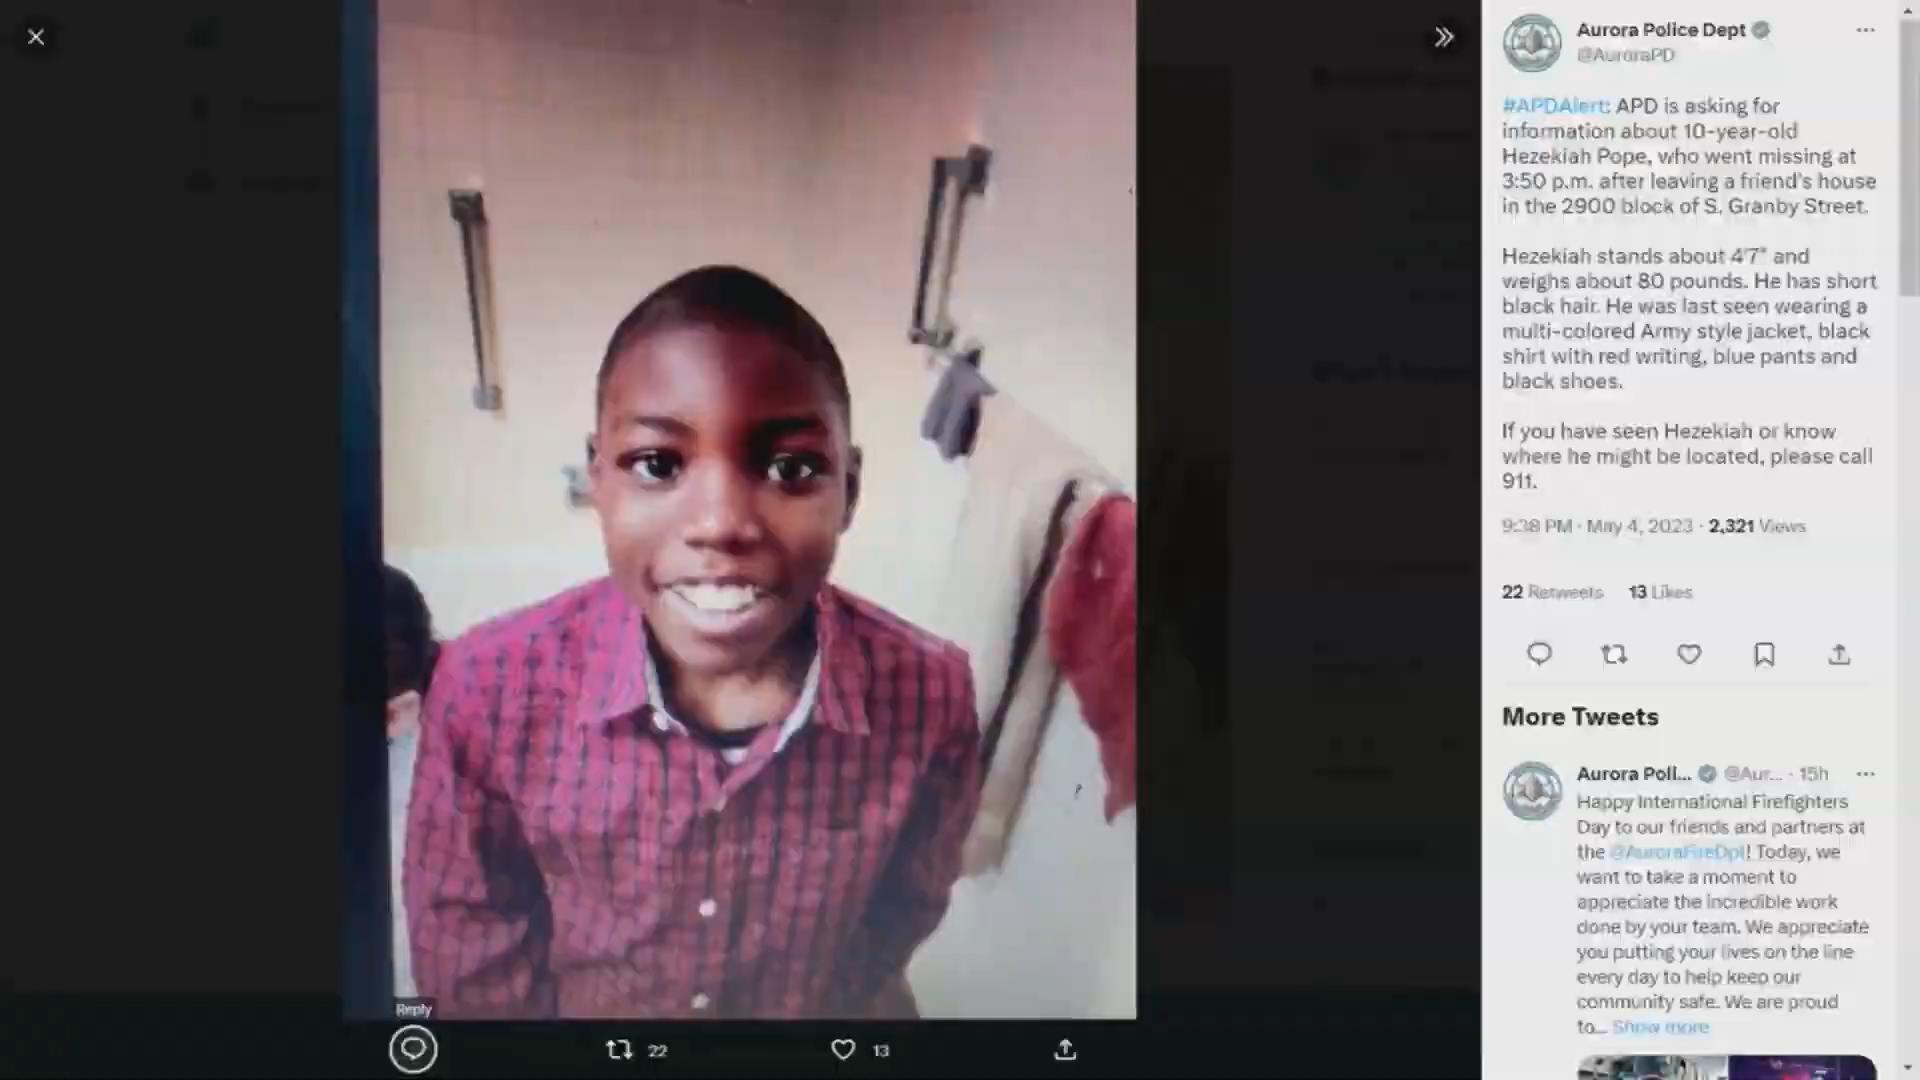 Aurora Police Dept
@AuroraPD
#APDAlert: APD is asking for
information about 10-year-old
Hezekiah Pope, who went missing at
3:50 p.m. after leaving a friend's house
in the 2900 block of S. Granby Street.
Hezekiah stands about 4'7" and
weighs about 80 pounds. He has short
black hair. He was last seen wearing a
multi-colored Army style jacket, black
shirt with red writing, blue pants and
black shoes.
If you have seen Hezekiah or know
where he might be located, please call
911.
9:38 PM · May 4, 2023 · 2,321 Views
22 Retweets 13 Likes
More Tweets
Aurora Poli... @Aur... · 15h
Happy International Firefighters
Day to our friends and partners at
the @AuroraFireDpt! Today, we
want to take a moment to
appreciate the incredible work
done by your team. We appreciate
you putting your lives on the line
every day to help keep our
community safe. We are proud
to... Show more
Reply
22 13